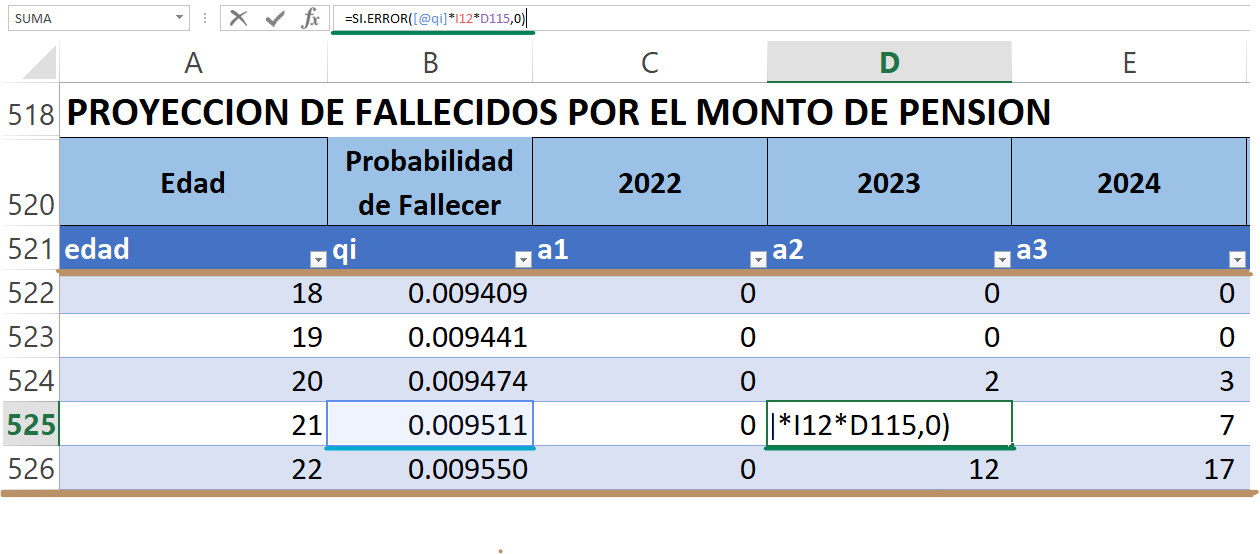 SUMA fx =SI.ERROR([@qi]*I12*D115,0)
A B C D E
518 PROYECCION DE FALLECIDOS POR EL MONTO DE PENSION
520 Edad Probabilidad de Fallecer 2022 2023 2024
521 edad qi a1 a2 a3
522 18 0.009409 0 0 0
523 19 0.009441 0 0 0
524 20 0.009474 0 2 3
525 21 0.009511 0 *I12*D115,0) 7
526 22 0.009550 0 12 17